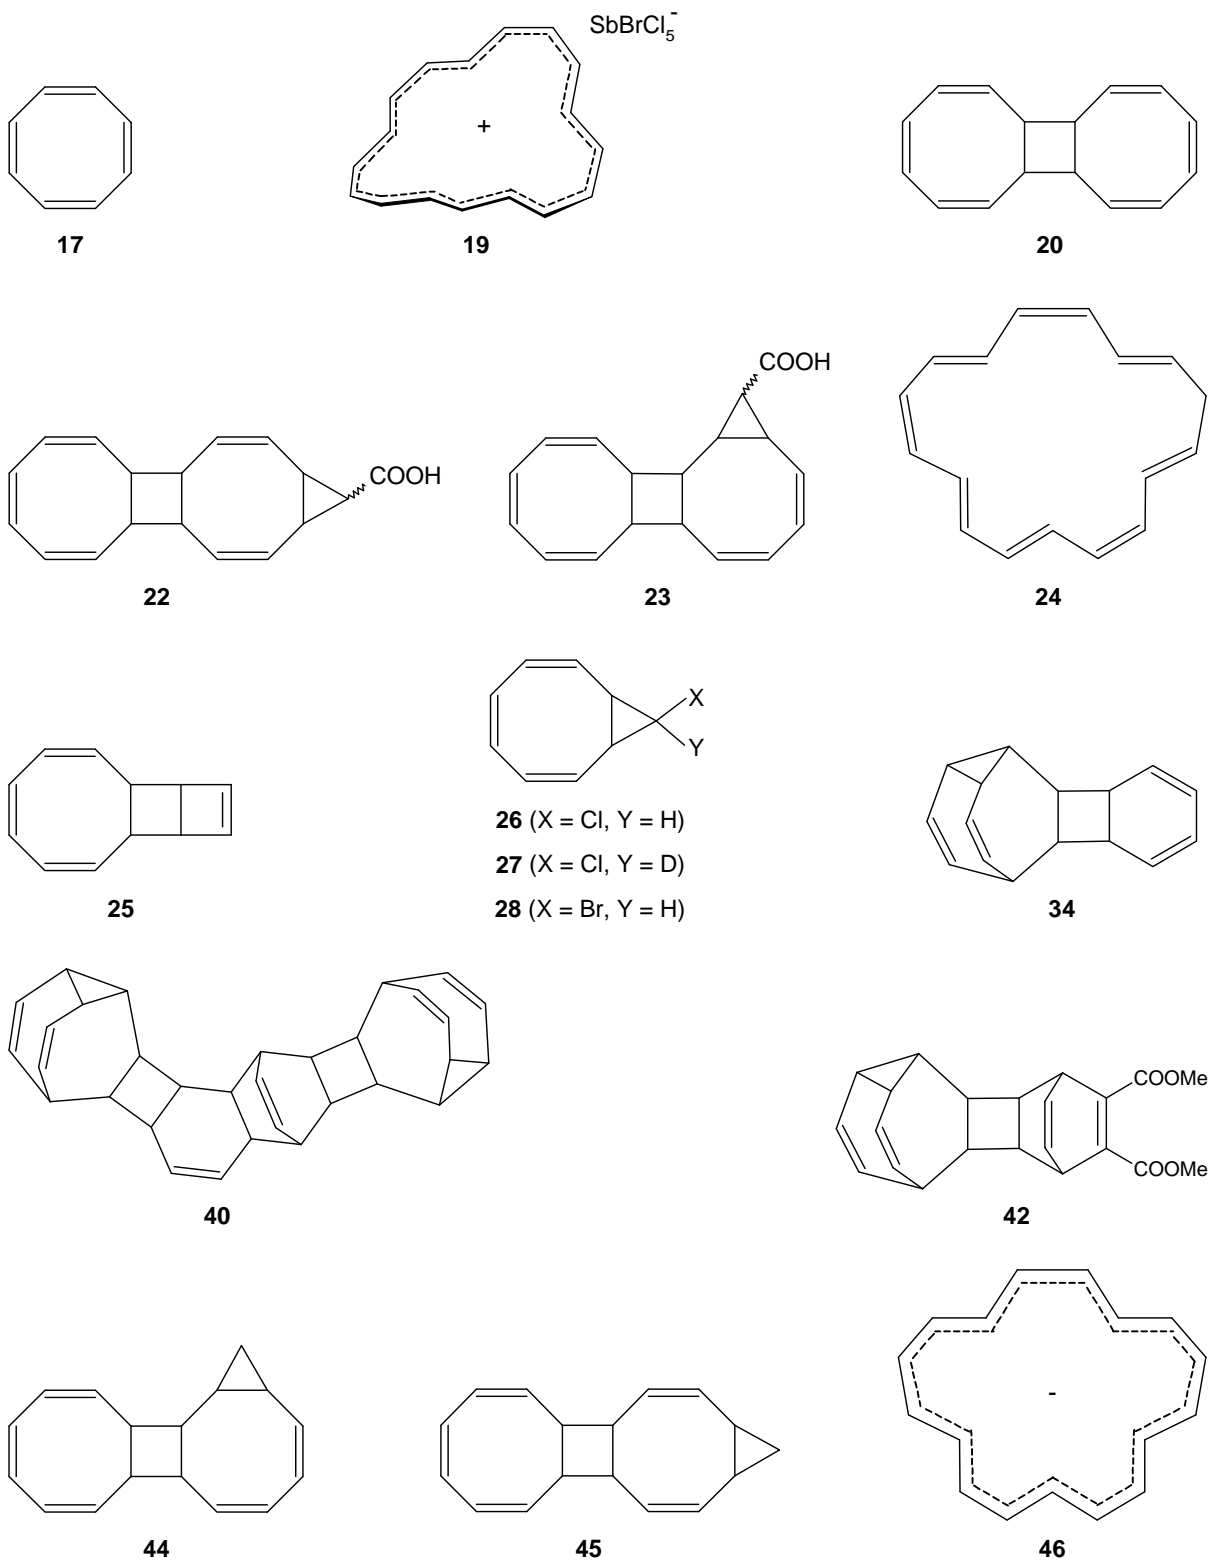 SbBrCl5-
+
17
19
20
COOH
COOH
22
23
24
X
Y
26 (X = Cl, Y = H)
27 (X = Cl, Y = D)
28 (X = Br, Y = H)
25
34
COOMe
COOMe
40
42
-
44
45
46